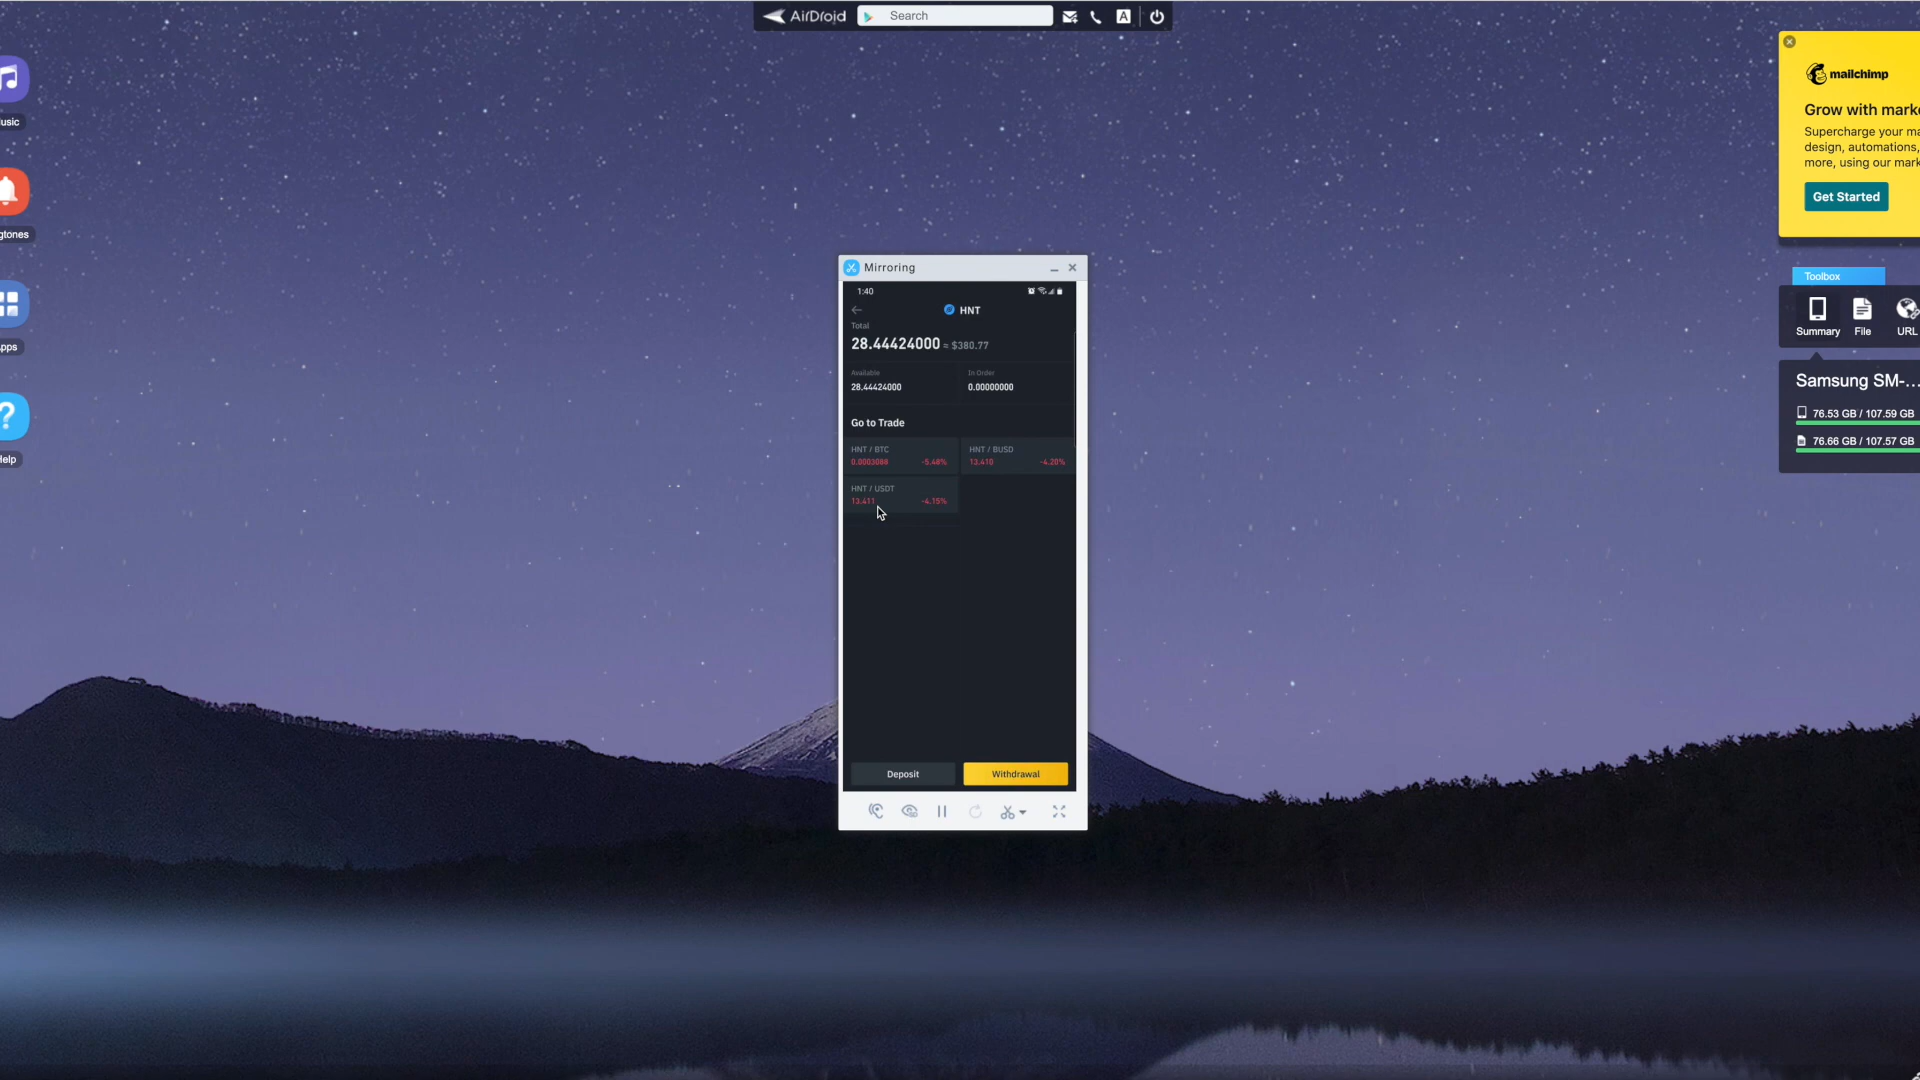 AirDroid
Search
A
usic
gtones
pps
?
Help
mailchimp
Grow with mark
Supercharge your ma
design, automations,
more, using our mark
Get Started
Toolbox
Summary
File
URL
Samsung SM-...
76.53 GB / 107.59 GB
76.66 GB / 107.57 GB
Mirroring
1:40
HNT
Total
28.44424000 ≈ $380.77
Available
In Order
28.44424000
0.00000000
Go to Trade
HNT / BTC
0.0003088 -5.48%
HNT / BUSD
13.410 -4.20%
HNT / USDT
13.411 -4.15%
Deposit
Withdrawal